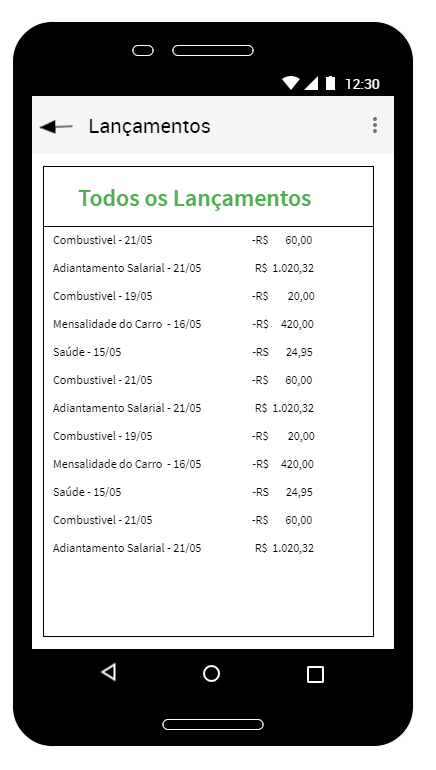 12:30
Lançamentos
Todos os Lançamentos
Combustivel - 21/05 -R$ 60,00
Adiantamento Salarial - 21/05 R$ 1.020,32
Combustivel - 19/05 -R$ 20,00
Mensalidade do Carro - 16/05 -R$ 420,00
Saúde - 15/05 -RS 24,95
Combustivel - 21/05 -R$ 60,00
Adiantamento Salarial - 21/05 R$ 1.020,32
Combustivel - 19/05 -R$ 20,00
Mensalidade do Carro - 16/05 -R$ 420,00
Saúde - 15/05 -RS 24,95
Combustivel - 21/05 -R$ 60,00
Adiantamento Salarial - 21/05 R$ 1.020,32